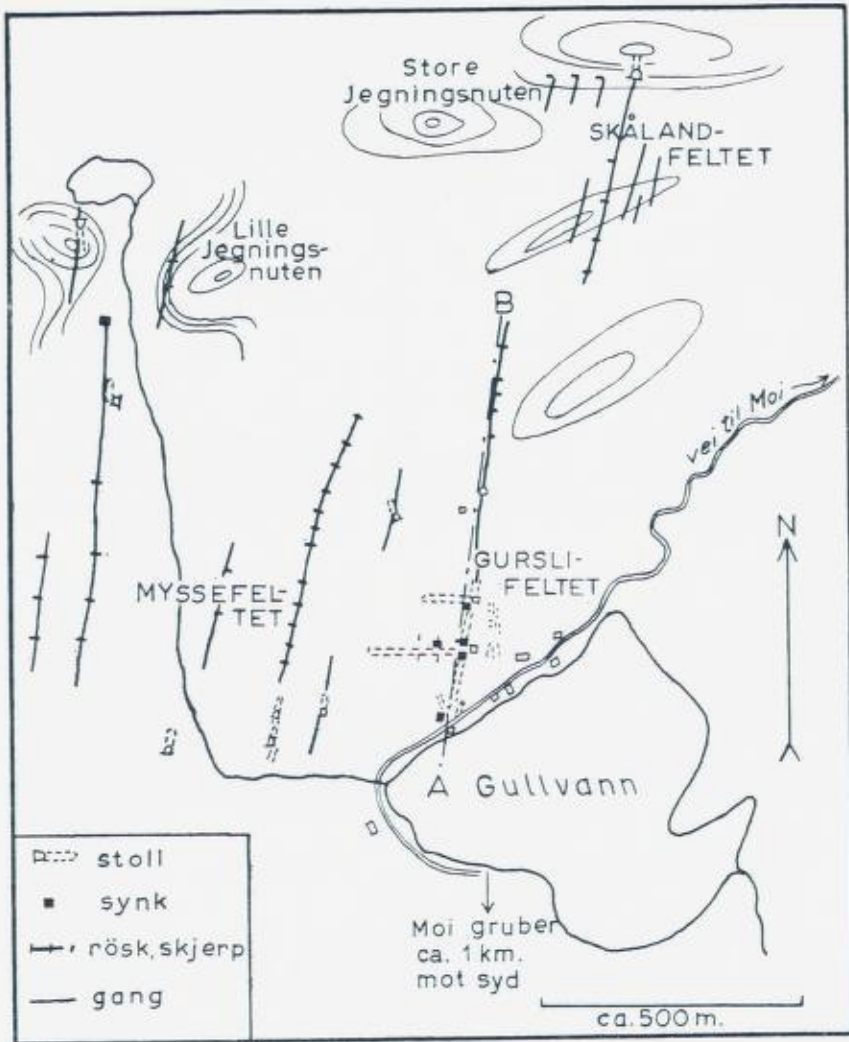 Store
Jegningsnuten
SKÅLAND-
FELTET
Lille
Jegnings-
nuten
B
vei til Moi
N
GURSLI-
FELTET
MYSSEFEL-
TET
A
Gullvann
stoll
synk
rösk, skjerp
gang
Moi gruber
ca. 1 km.
mot syd
ca. 500 m.